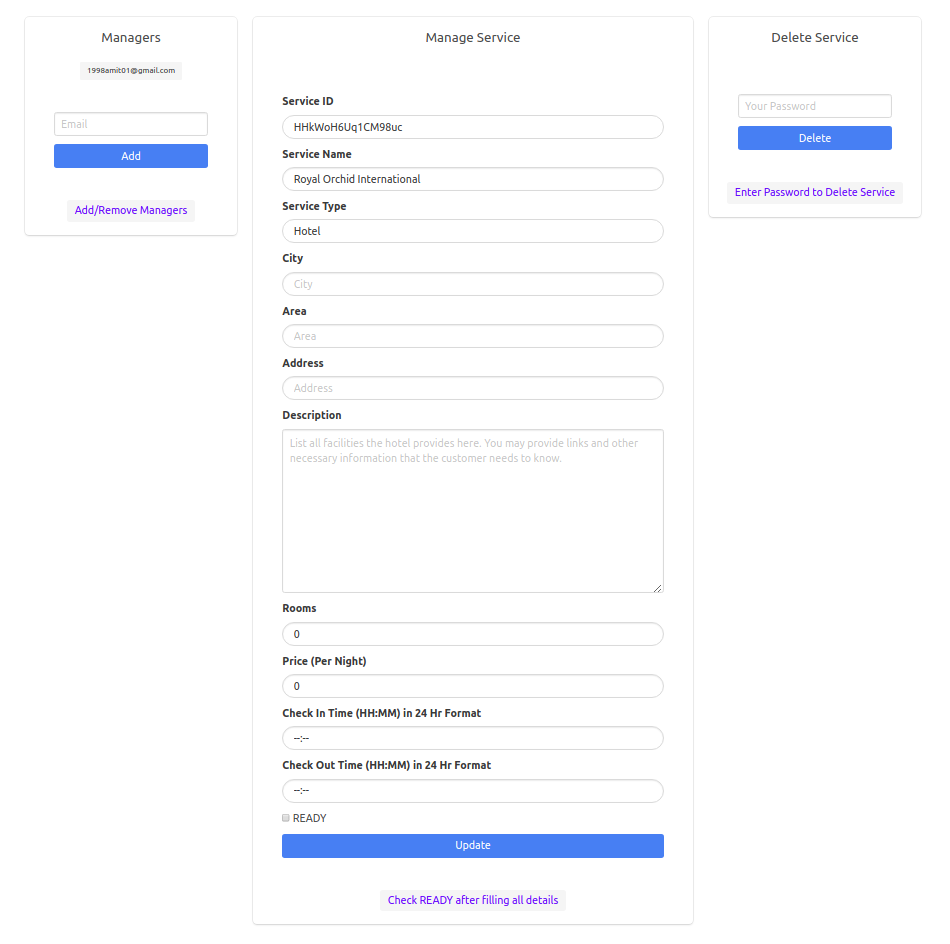 Managers
1998amit01@gmail.com
Email
Add
Add/Remove Managers
Manage Service
Service ID
HHkWoH6Uq1CM98uc
Service Name
Royal Orchid International
Service Type
Hotel
City
City
Area
Area
Address
Address
Description
List all facilities the hotel provides here. You may provide links and other
necessary information that the customer needs to know.
Rooms
0
Price (Per Night)
0
Check In Time (HH:MM) in 24 Hr Format
--:--
Check Out Time (HH:MM) in 24 Hr Format
--:--
READY
Update
Check READY after filling all details
Delete Service
Your Password
Delete
Enter Password to Delete Service